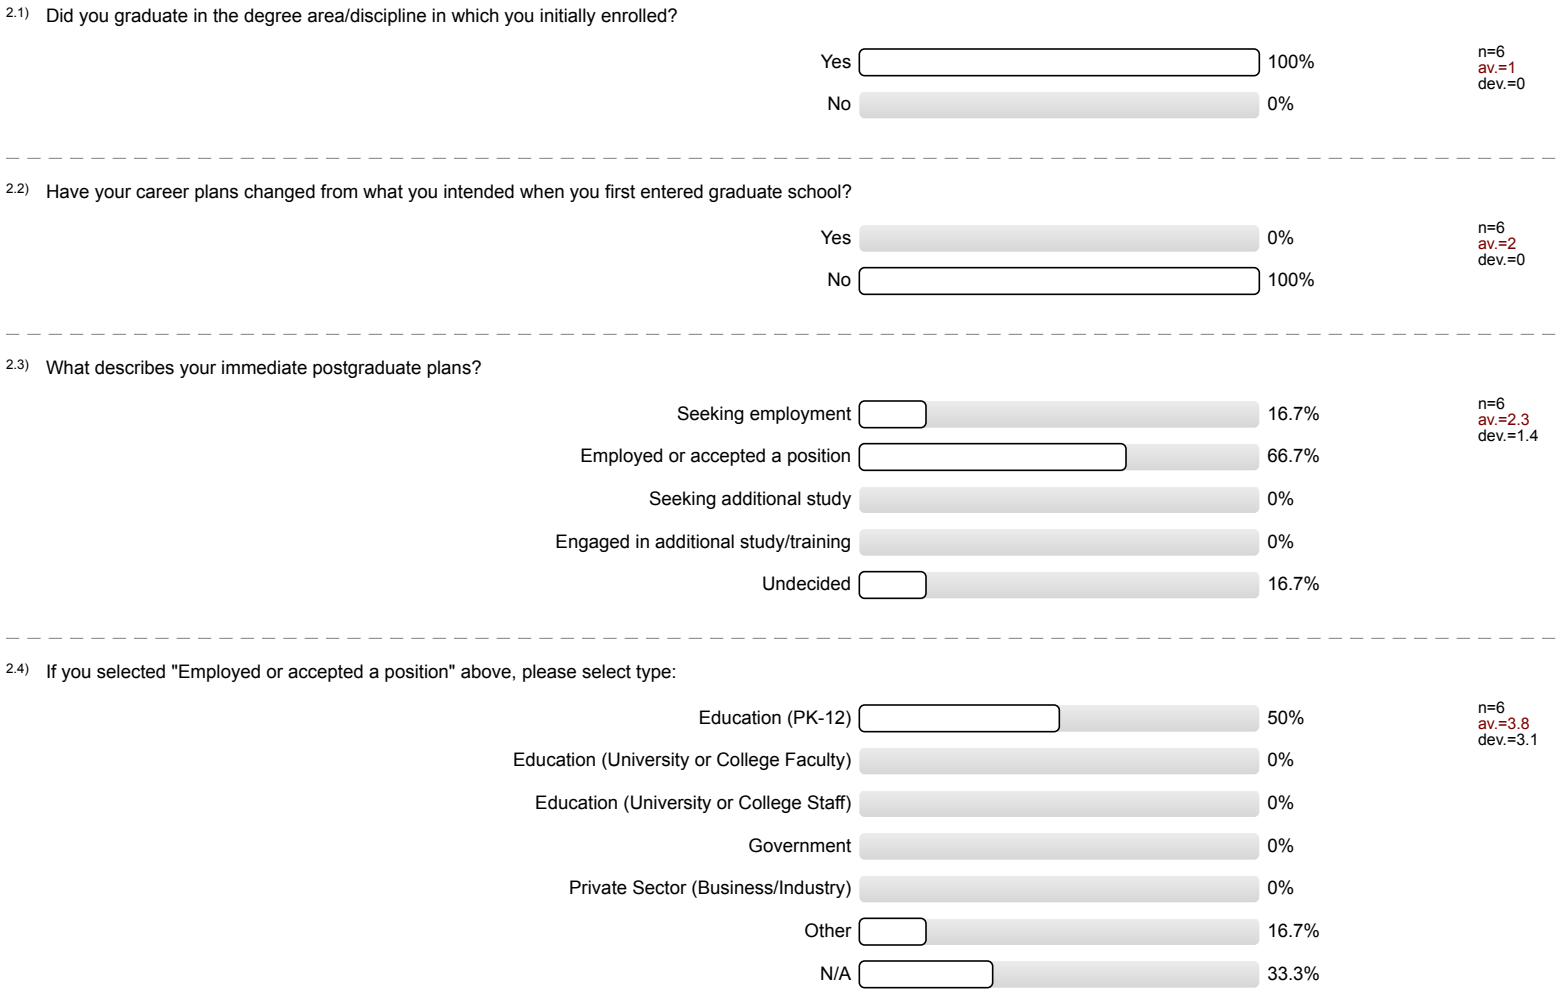 2.1) Did you graduate in the degree area/discipline in which you initially enrolled?
Yes 100%
No 0%
n=6
av.=1
dev.=0
2.2) Have your career plans changed from what you intended when you first entered graduate school?
Yes 0%
No 100%
n=6
av.=2
dev.=0
2.3) What describes your immediate postgraduate plans?
Seeking employment 16.7%
Employed or accepted a position 66.7%
Seeking additional study 0%
Engaged in additional study/training 0%
Undecided 16.7%
n=6
av.=2.3
dev.=1.4
2.4) If you selected "Employed or accepted a position" above, please select type:
Education (PK-12) 50%
Education (University or College Faculty) 0%
Education (University or College Staff) 0%
Government 0%
Private Sector (Business/Industry) 0%
Other 16.7%
N/A 33.3%
n=6
av.=3.8
dev.=3.1